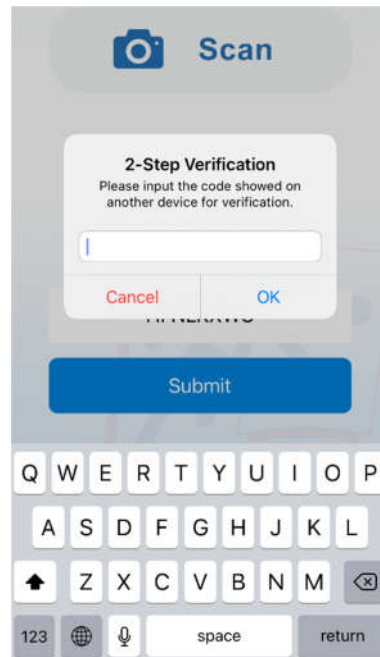 Scan
2-Step Verification
Please input the code showed on
another device for verification.
Cancel
OK
Submit
Q W E R T Y U I O P
A S D F G H J K L
Z X C V B N M
123
space
return